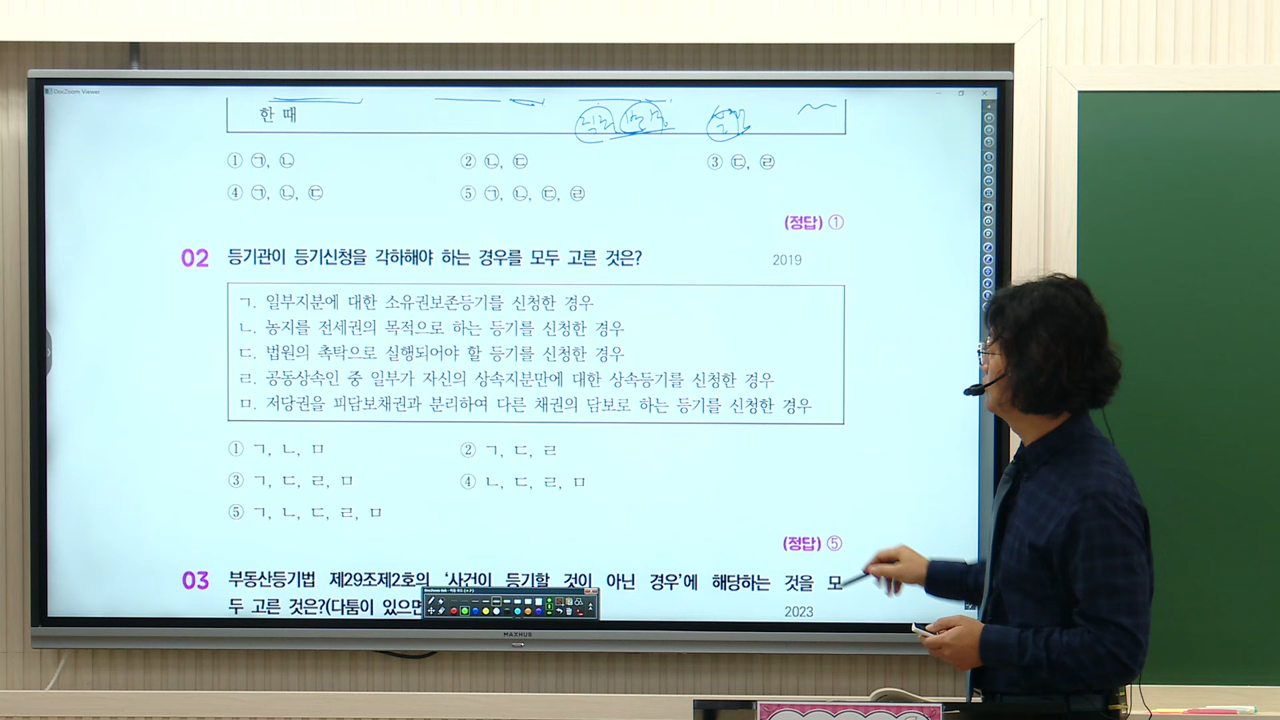 DocZoom Viewer
한 때
① ㉠, ㉡ ② ㉡, ㉢ ③ ㉢, ㉣
④ ㉠, ㉡, ㉢ ⑤ ㉠, ㉡, ㉢, ㉣
(정답) ①
02 등기관이 등기신청을 각하해야 하는 경우를 모두 고른 것은? 2019
ㄱ. 일부지분에 대한 소유권보존등기를 신청한 경우
ㄴ. 농지를 전세권의 목적으로 하는 등기를 신청한 경우
ㄷ. 법원의 촉탁으로 실행되어야 할 등기를 신청한 경우
ㄹ. 공동상속인 중 일부가 자신의 상속지분만에 대한 상속등기를 신청한 경우
ㅁ. 저당권을 피담보채권과 분리하여 다른 채권의 담보로 하는 등기를 신청한 경우
① ㄱ, ㄴ, ㅁ ② ㄱ, ㄷ, ㄹ
③ ㄱ, ㄷ, ㄹ, ㅁ ④ ㄴ, ㄷ, ㄹ, ㅁ
⑤ ㄱ, ㄴ, ㄷ, ㄹ, ㅁ
(정답) ⑤
03 부동산등기법 제29조제2호의 '사건이 등기할 것이 아닌 경우'에 해당하는 것을 모
두 고른 것은?(다툼이 있으면 2023
MAXHUB